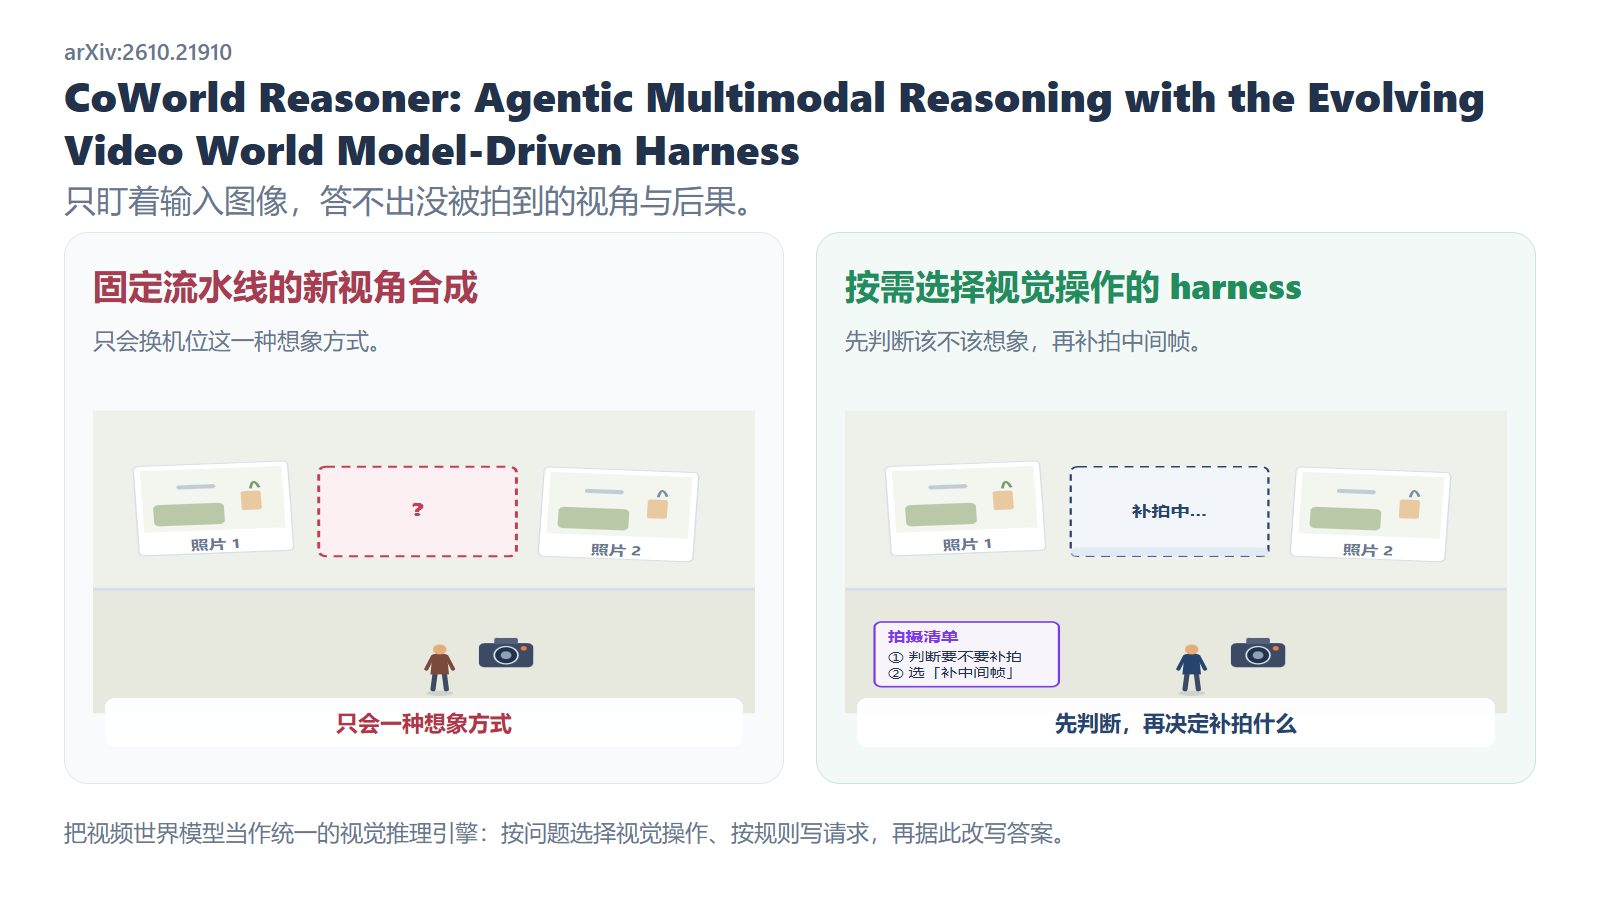 arXiv:2610.21910
CoWorld Reasoner: Agentic Multimodal Reasoning with the Evolving
Video World Model-Driven Harness
只盯着输入图像，答不出没被拍到的视角与后果。
固定流水线的新视角合成
只会换机位这一种想象方式。
照片 1
?
照片 2
只会一种想象方式
按需选择视觉操作的 harness
先判断该不该想象，再补拍中间帧。
照片 1
补拍中...
照片 2
拍摄清单
① 判断要不要补拍
② 选「补中间帧」
先判断，再决定补拍什么
把视频世界模型当作统一的视觉推理引擎：按问题选择视觉操作、按规则写请求，再据此改写答案。